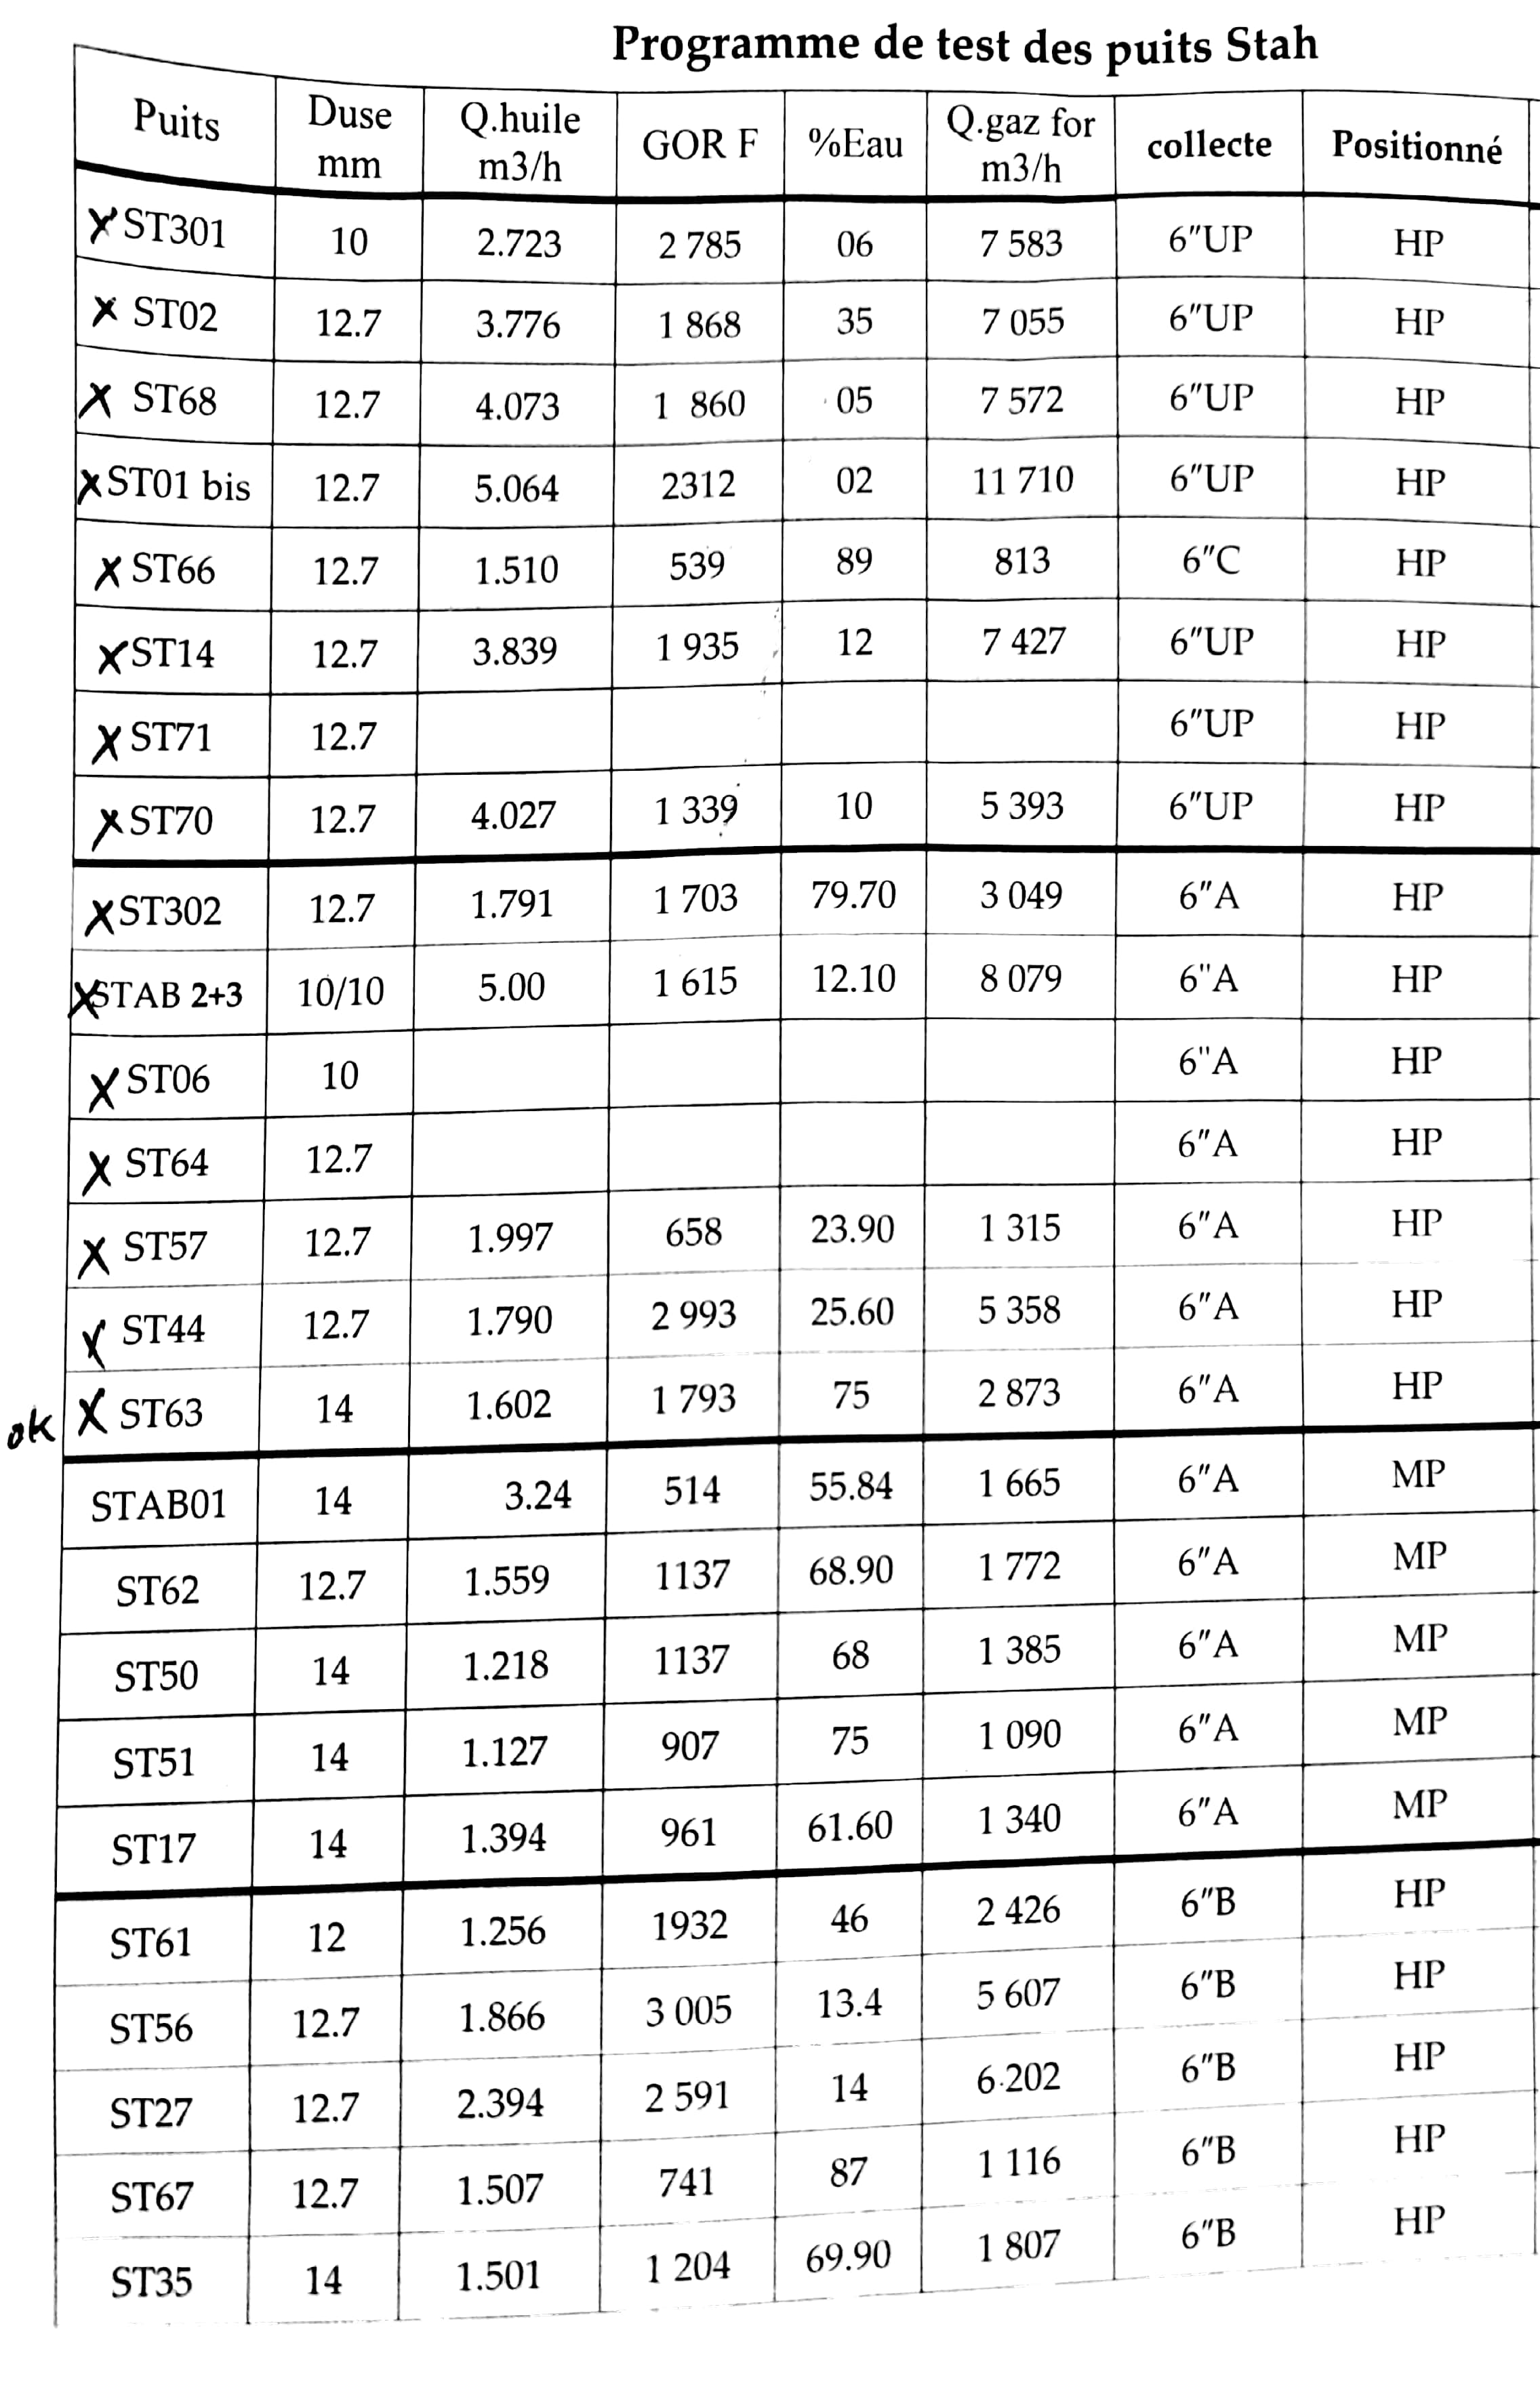 Programme de test des puits Stah
Puits Duse mm Q.huile m3/h GOR F %Eau Q.gaz for m3/h collecte Positionné
X ST301 10 2.723 2 785 06 7 583 6"UP HP
X ST02 12.7 3.776 1 868 35 7 055 6"UP HP
X ST68 12.7 4.073 1 860 05 7 572 6"UP HP
X ST01 bis 12.7 5.064 2312 02 11 710 6"UP HP
X ST66 12.7 1.510 539 89 813 6"C HP
X ST14 12.7 3.839 1 935 12 7 427 6"UP HP
X ST71 12.7 6"UP HP
X ST70 12.7 4.027 1 339 10 5 393 6"UP HP
X ST302 12.7 1.791 1 703 79.70 3 049 6"A HP
X STAB 2+3 10/10 5.00 1 615 12.10 8 079 6"A HP
X ST06 10 6"A HP
X ST64 12.7 6"A HP
X ST57 12.7 1.997 658 23.90 1 315 6"A HP
X ST44 12.7 1.790 2 993 25.60 5 358 6"A HP
ok X ST63 14 1.602 1 793 75 2 873 6"A HP
STAB01 14 3.24 514 55.84 1 665 6"A MP
ST62 12.7 1.559 1137 68.90 1 772 6"A MP
ST50 14 1.218 1137 68 1 385 6"A MP
ST51 14 1.127 907 75 1 090 6"A MP
ST17 14 1.394 961 61.60 1 340 6"A MP
ST61 12 1.256 1932 46 2 426 6"B HP
ST56 12.7 1.866 3 005 13.4 5 607 6"B HP
ST27 12.7 2.394 2 591 14 6 202 6"B HP
ST67 12.7 1.507 741 87 1 116 6"B HP
ST35 14 1.501 1 204 69.90 1 807 6"B HP